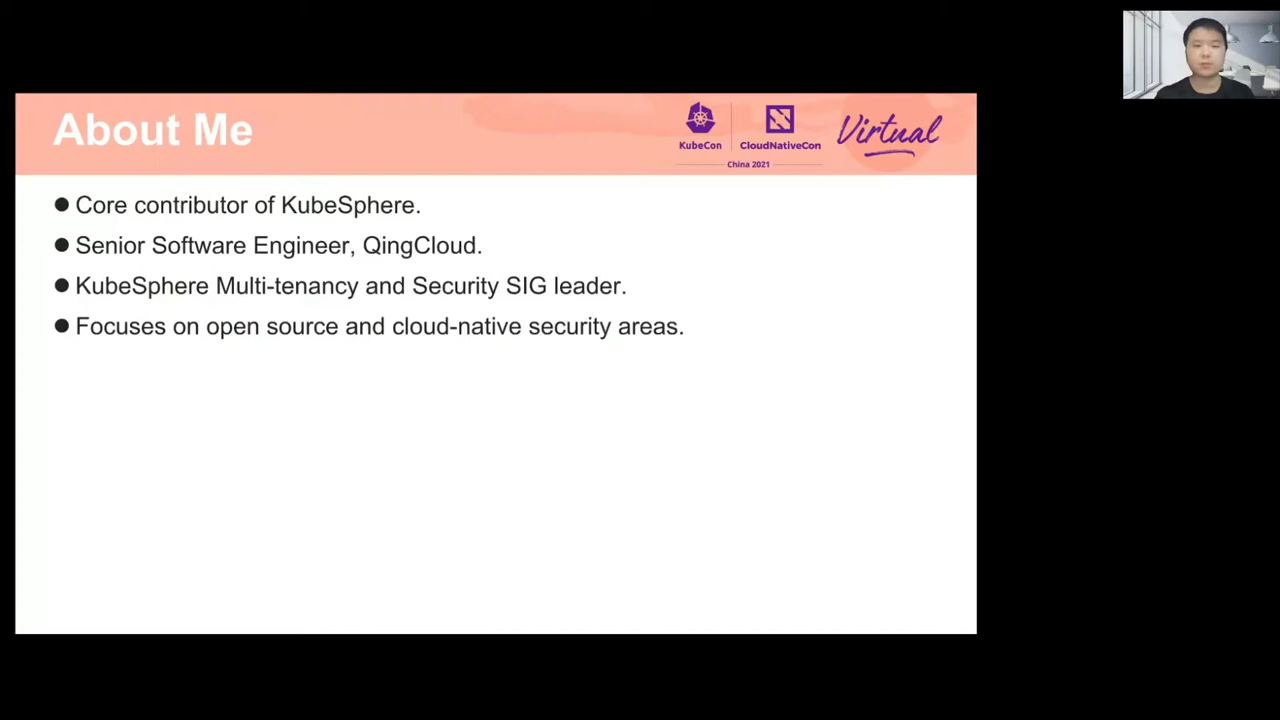 About Me
KubeCon
CloudNativeCon
China 2021
Virtual
● Core contributor of KubeSphere.
● Senior Software Engineer, QingCloud.
● KubeSphere Multi-tenancy and Security SIG leader.
● Focuses on open source and cloud-native security areas.